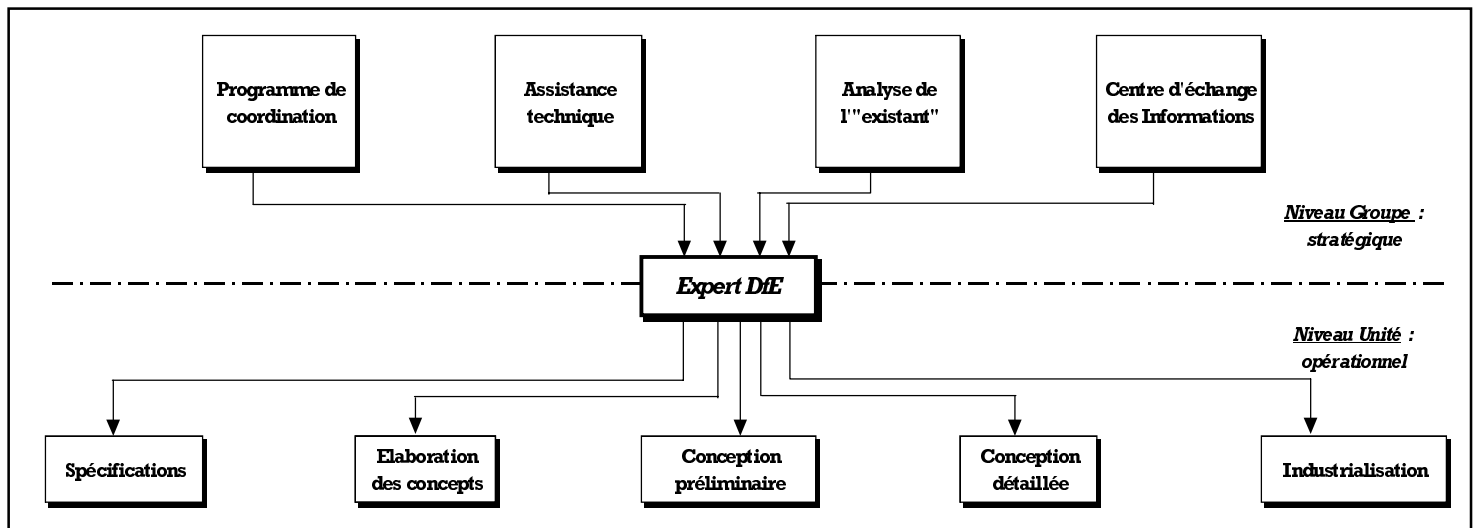 Programme de
coordination
Assistance
technique
Analyse de
l'"existant"
Centre d'échange
des Informations
Niveau Groupe :
stratégique
Expert DfE
Niveau Unité :
opérationnel
Spécifications
Elaboration
des concepts
Conception
préliminaire
Conception
détaillée
Industrialisation